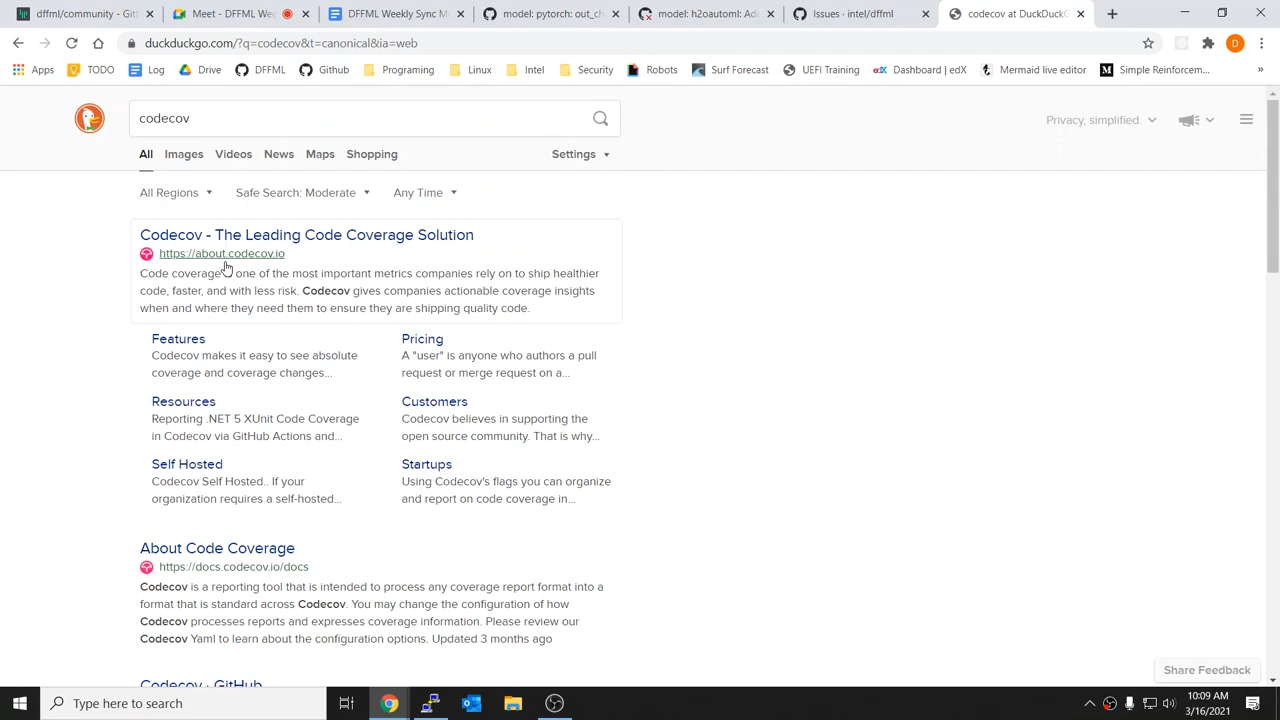 dffml/community - Gitt
Meet - DFFML Wee
DFFML Weekly Sync M
model: pytorch: out_ch
model: h2oautoml: Ade
Issues · intel/dffml
codecov at DuckDuckG
duckduckgo.com/?q=codecov&t=canonical&ia=web
D
Apps
TODO
Log
Drive
DFFML
Github
Programing
Linux
Intel
Security
Robots
Surf Forecast
UEFI Training
edX
Dashboard | edX
Mermaid live editor
M
Simple Reinforcem...
»
codecov
Privacy, simplified.
All
Images
Videos
News
Maps
Shopping
Settings
All Regions
Safe Search: Moderate
Any Time
Codecov - The Leading Code Coverage Solution
https://about.codecov.io
Code coverage one of the most important metrics companies rely on to ship healthier
code, faster, and with less risk. Codecov gives companies actionable coverage insights
when and where they need them to ensure they are shipping quality code.
Features
Codecov makes it easy to see absolute
coverage and coverage changes...
Pricing
A "user" is anyone who authors a pull
request or merge request on a...
Resources
Reporting .NET 5 XUnit Code Coverage
in Codecov via GitHub Actions and...
Customers
Codecov believes in supporting the
open source community. That is why...
Self Hosted
Codecov Self Hosted.. If your
organization requires a self-hosted...
Startups
Using Codecov's flags you can organize
and report on code coverage in...
About Code Coverage
https://docs.codecov.io/docs
Codecov is a reporting tool that is intended to process any coverage report format into a
format that is standard across Codecov. You may change the configuration of how
Codecov processes reports and expresses coverage information. Please review our
Codecov Yaml to learn about the configuration options. Updated 3 months ago
Codecov · GitHub
Share Feedback
Type here to search
10:09 AM
3/16/2021